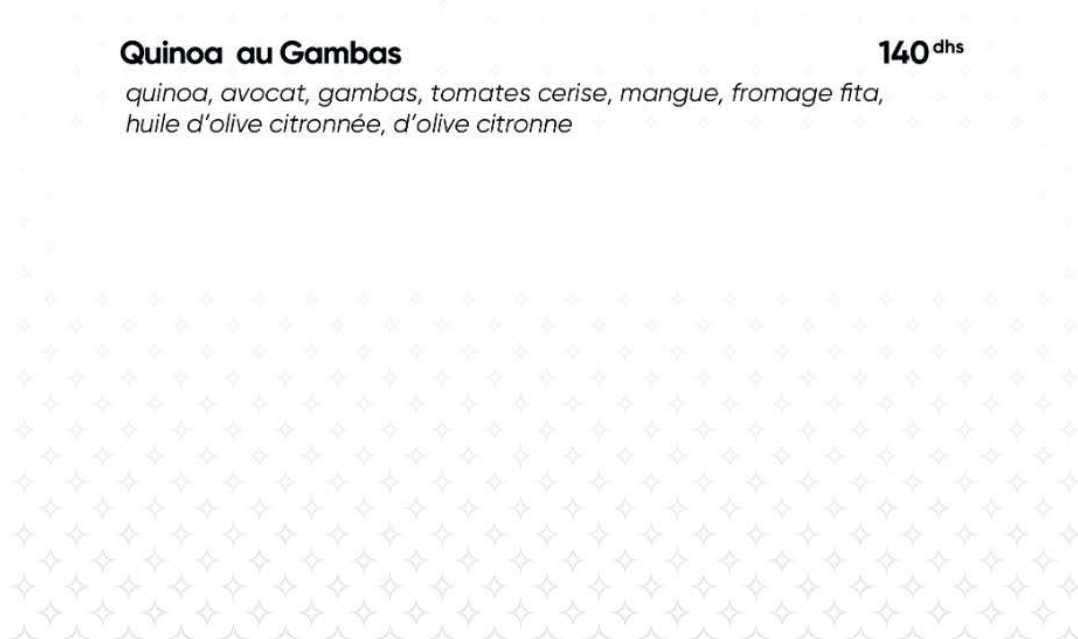 Quinoa au Gambas 140 dhs
quinoa, avocat, gambas, tomates cerise, mangue, fromage fita,
huile d'olive citronnée, d'olive citronne